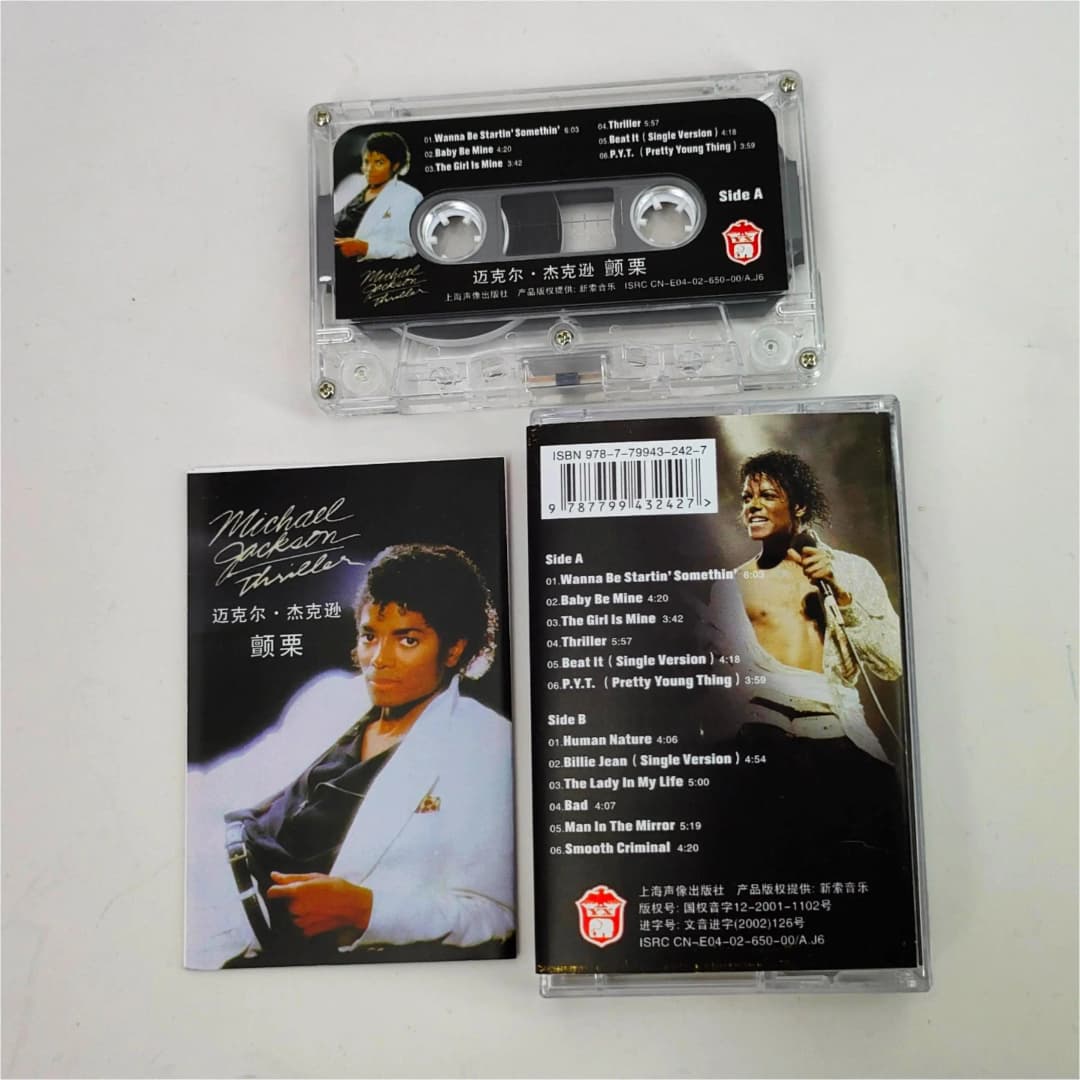 01.Wanna Be Startin' Somethin' 6:03
02.Baby Be Mine 4:20
03.The Girl Is Mine 3:42
04.Thriller 5:57
05.Beat It ( Single Version ) 4:18
06.P.Y.T. ( Pretty Young Thing ) 3:59
Side A
Michael
Jackson
Thriller
迈克尔·杰克逊 颤栗
上海声像出版社 产品版权提供: 新索音乐 ISRC CN-E04-02-650-00/A.J6
Michael
Jackson
Thriller
迈克尔·杰克逊
颤栗
ISBN 978-7-79943-242-7
9 787799 432427 >
Side A
01.Wanna Be Startin' Somethin' 6:03
02.Baby Be Mine 4:20
03.The Girl Is Mine 3:42
04.Thriller 5:57
05.Beat It ( Single Version ) 4:18
06.P.Y.T. ( Pretty Young Thing ) 3:59
Side B
01.Human Nature 4:06
02.Billie Jean ( Single Version ) 4:54
03.The Lady In My Life 5:00
04.Bad 4:07
05.Man In The Mirror 5:19
06.Smooth Criminal 4:20
上海声像出版社 产品版权提供: 新索音乐
版权号: 国权音字12-2001-1102号
进字号: 文音进字(2002)126号
ISRC CN-E04-02-650-00/A.J6